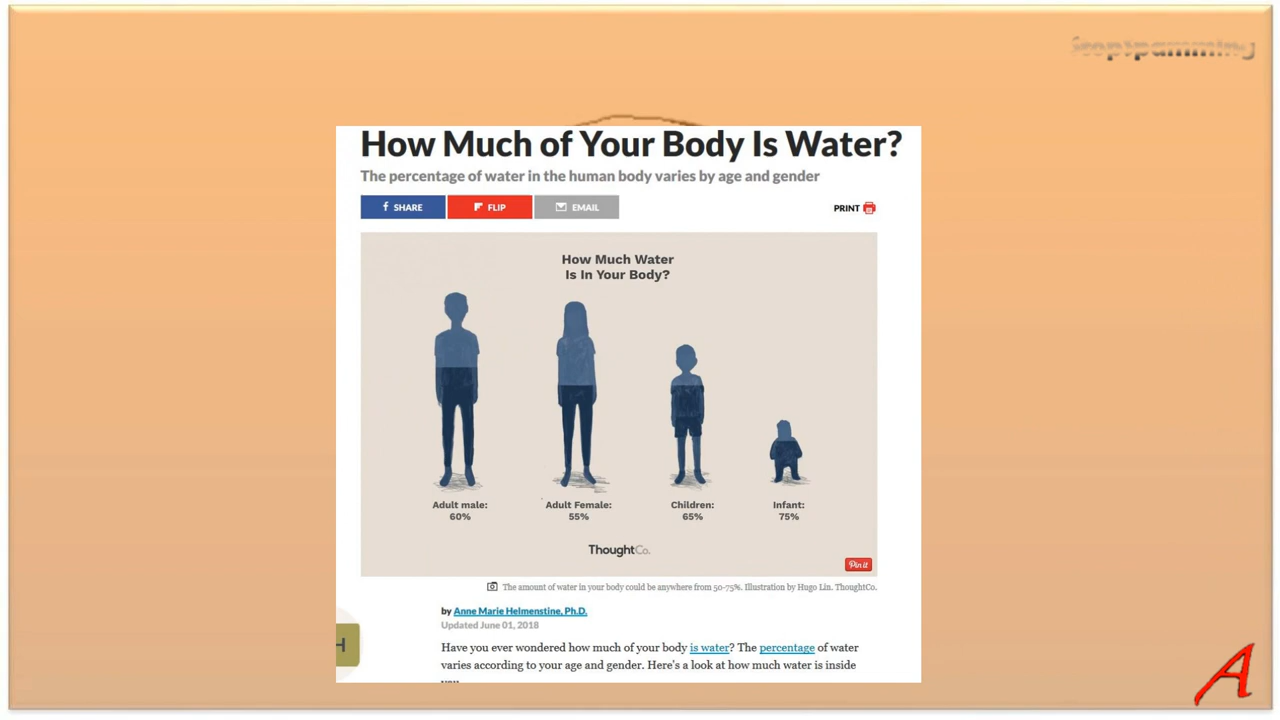 How Much of Your Body Is Water?
The percentage of water in the human body varies by age and gender
SHARE
FLIP
EMAIL
PRINT
How Much Water
Is In Your Body?
Adult male:
60%
Adult Female:
55%
Children:
65%
Infant:
75%
ThoughtCo.
Pin it
The amount of water in your body could be anywhere from 50-75%. Illustration by Hugo Lin. ThoughtCo.
by Anne Marie Helmenstine, Ph.D.
Updated June 01, 2018
H
Have you ever wondered how much of your body is water? The percentage of water
varies according to your age and gender. Here's a look at how much water is inside
A